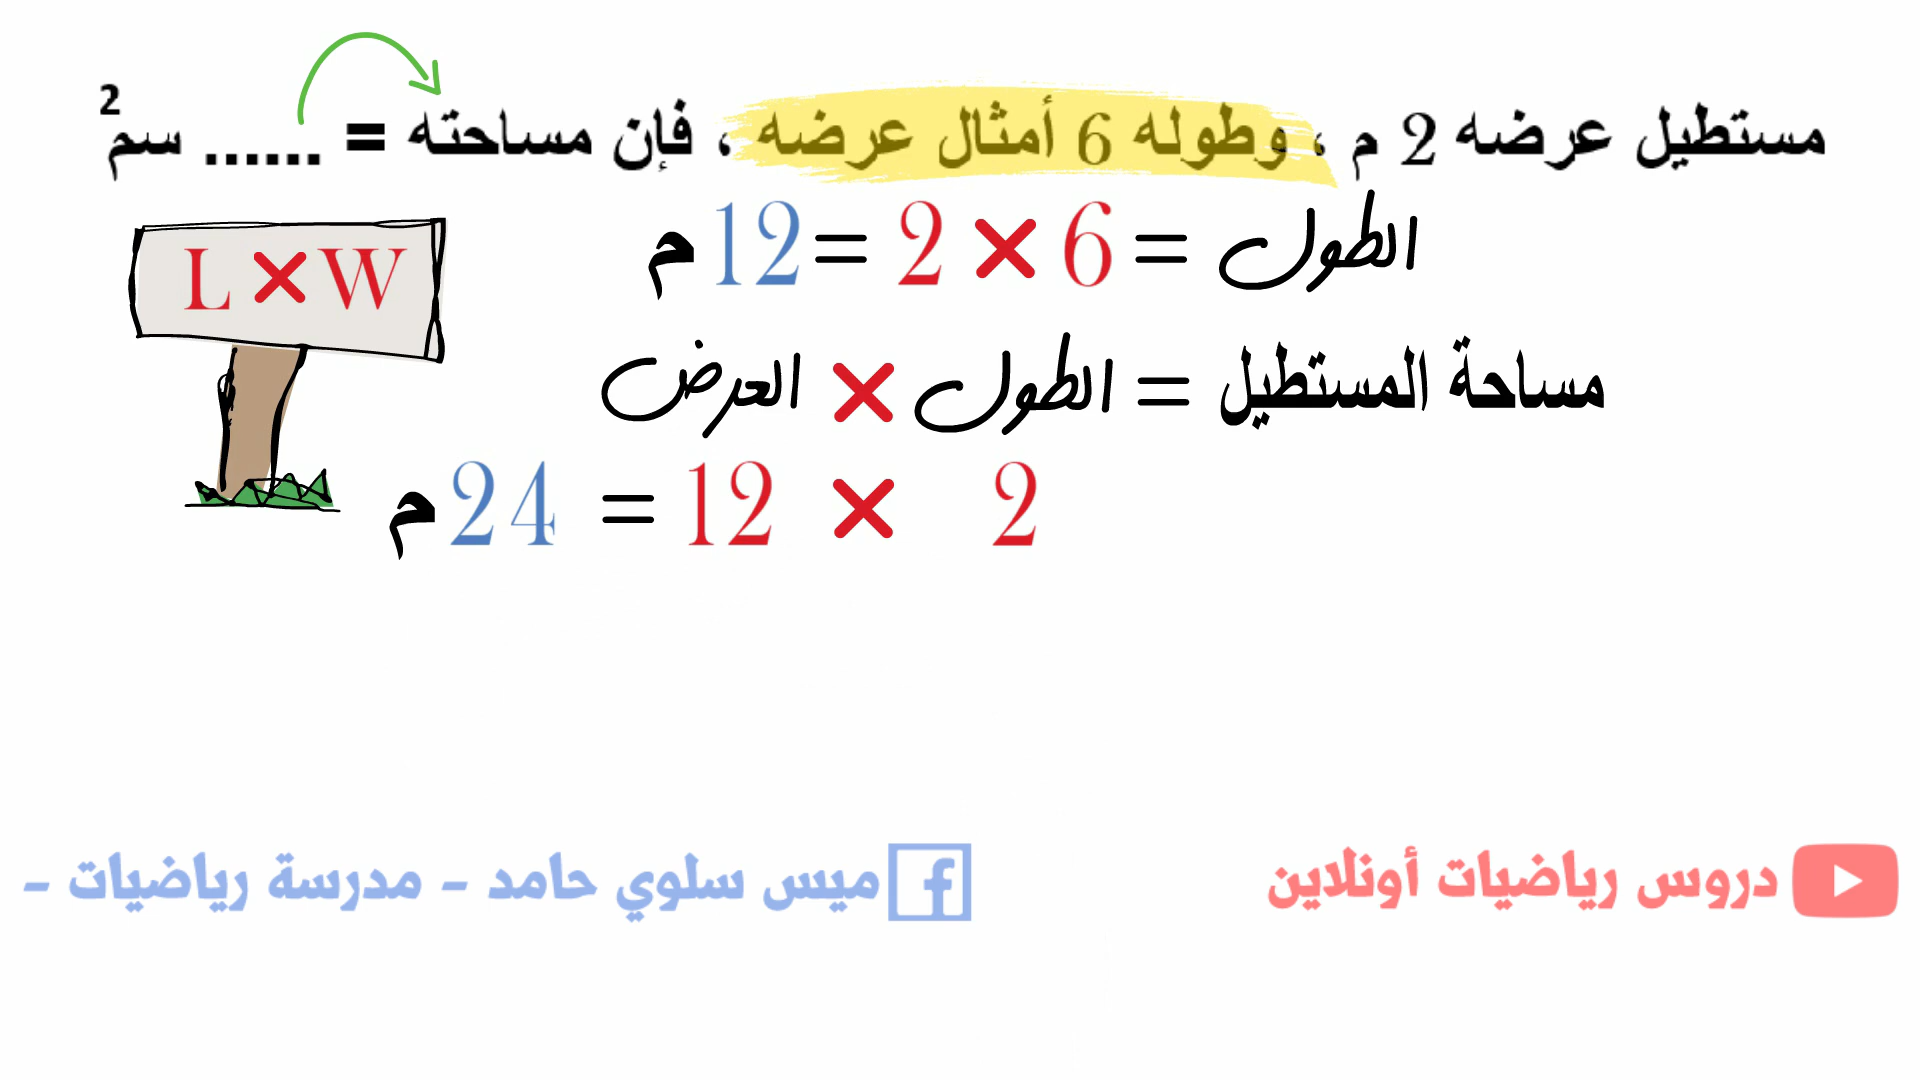 مستطيل عرضه 2 م ، وطوله 6 أمثال عرضه ، فإن مساحته = ...... سم²
L × W
الطول = 6 × 2 = 12 م
مساحة المستطيل = الطول × العرض
2 × 12 = 24 م
دروس رياضيات أونلاين
ميس سلوي حامد - مدرسة رياضيات -